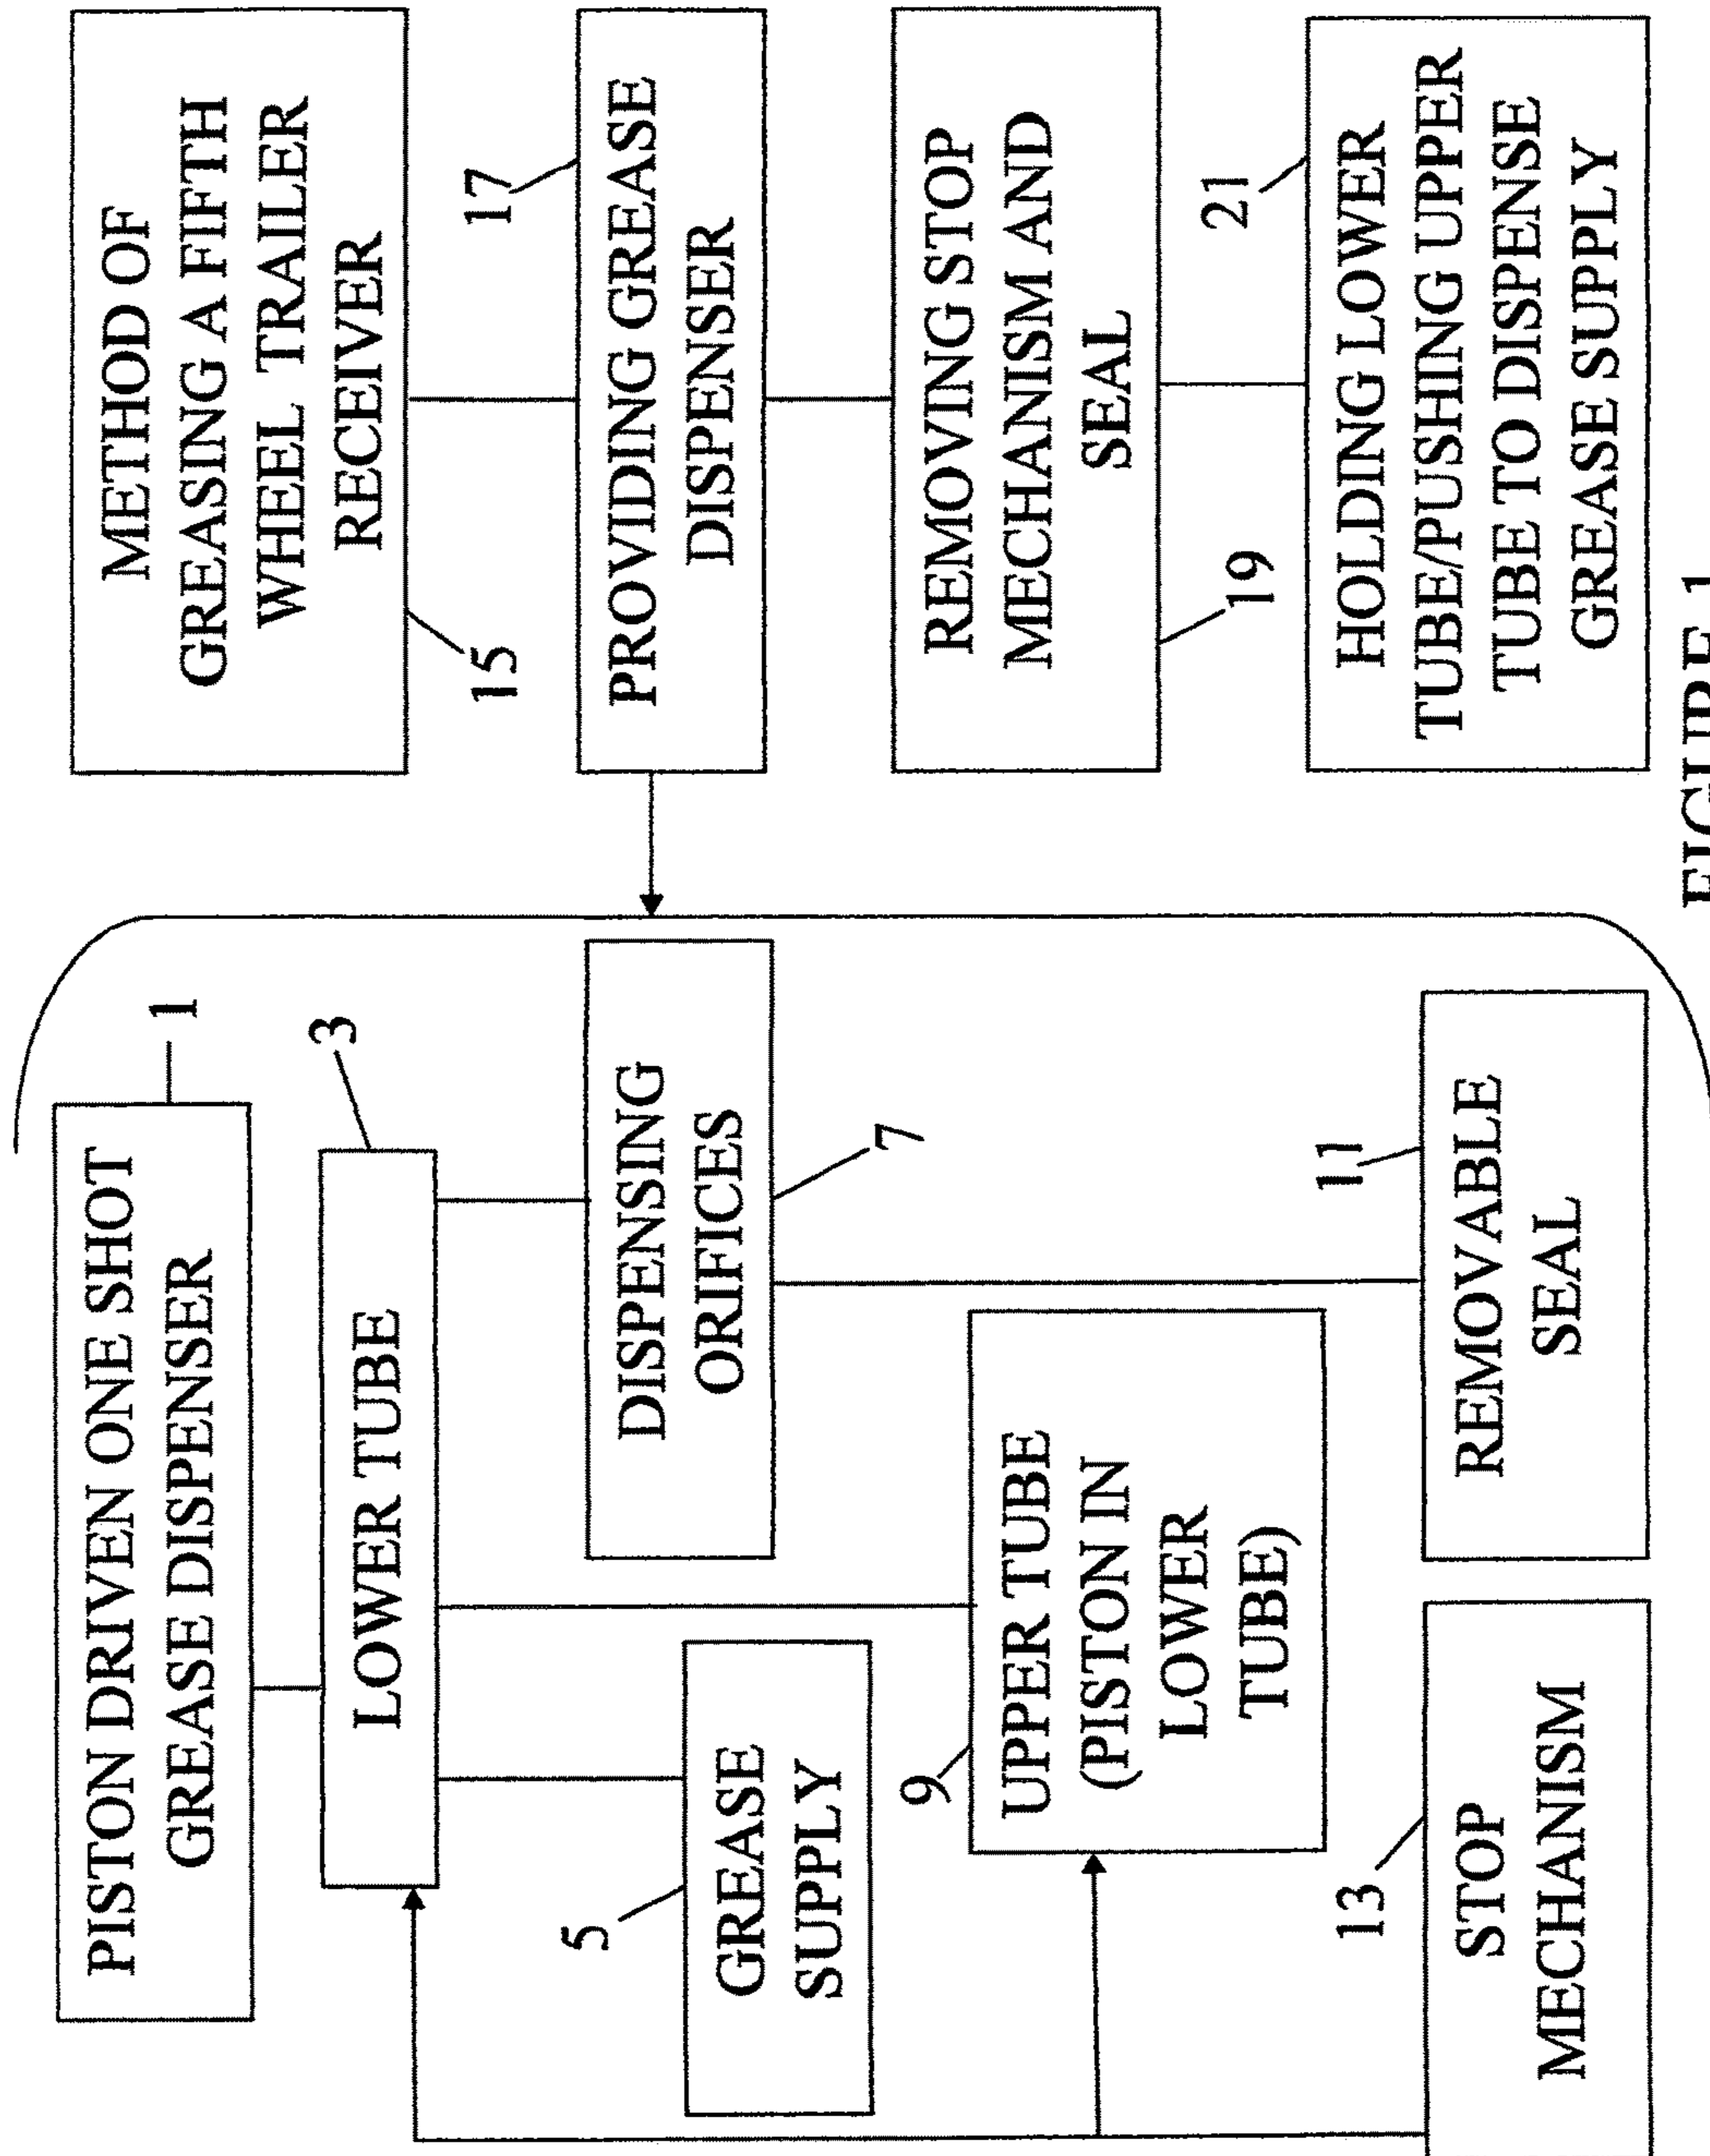 PISTON DRIVEN ONE SHOT
GREASE DISPENSER
1
LOWER TUBE
3
GREASE
SUPPLY
5
DISPENSING
ORIFICES
7
UPPER TUBE
(PISTON IN
LOWER
TUBE)
9
STOP
MECHANISM
13
REMOVABLE
SEAL
11
METHOD OF
GREASING A FIFTH
WHEEL TRAILER
RECEIVER
15
PROVIDING GREASE
DISPENSER
17
REMOVING STOP
MECHANISM AND
SEAL
19
HOLDING LOWER
TUBE/PUSHING UPPER
TUBE TO DISPENSE
GREASE SUPPLY
21
FIGURE 1